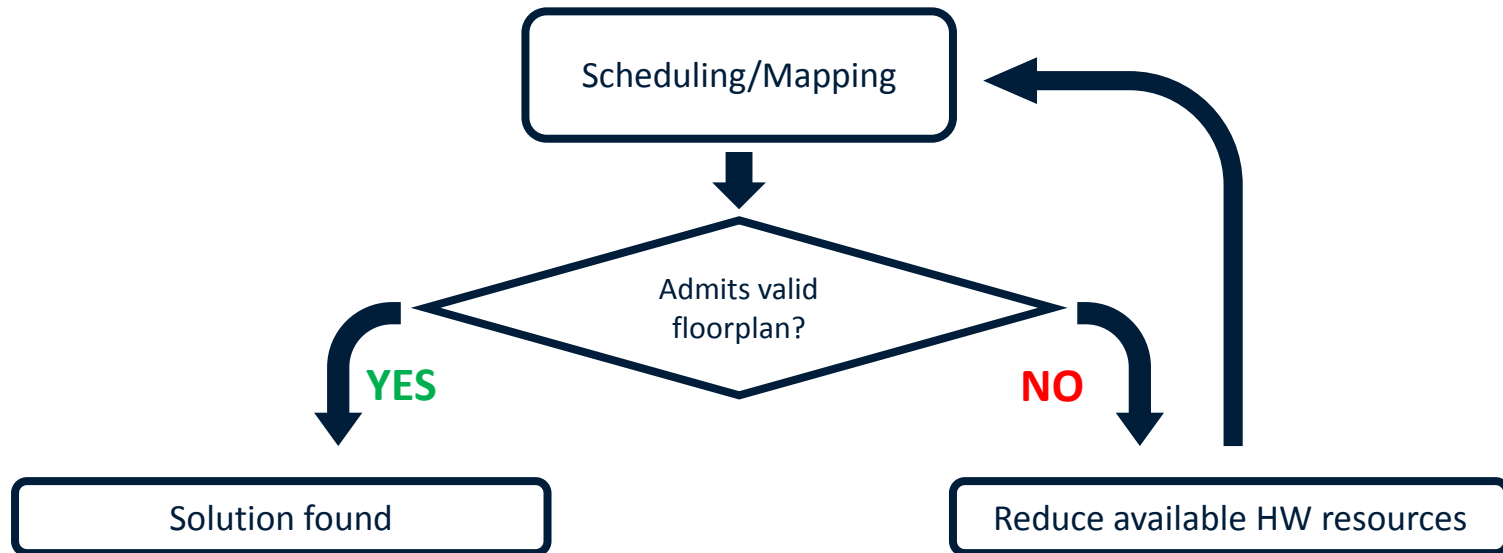 Scheduling/Mapping
Admits valid
floorplan?
YES
NO
Solution found
Reduce available HW resources